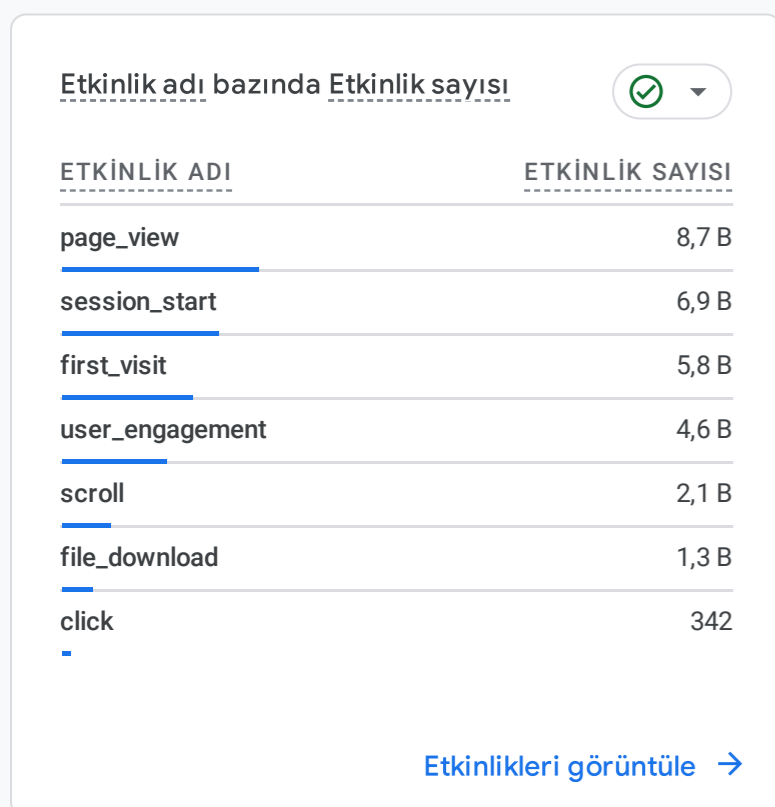 Etkinlik adı bazında Etkinlik sayısı
ETKİNLİK ADI ETKİNLİK SAYISI
page_view 8,7 B
session_start 6,9 B
first_visit 5,8 B
user_engagement 4,6 B
scroll 2,1 B
file_download 1,3 B
click 342
Etkinlikleri görüntüle